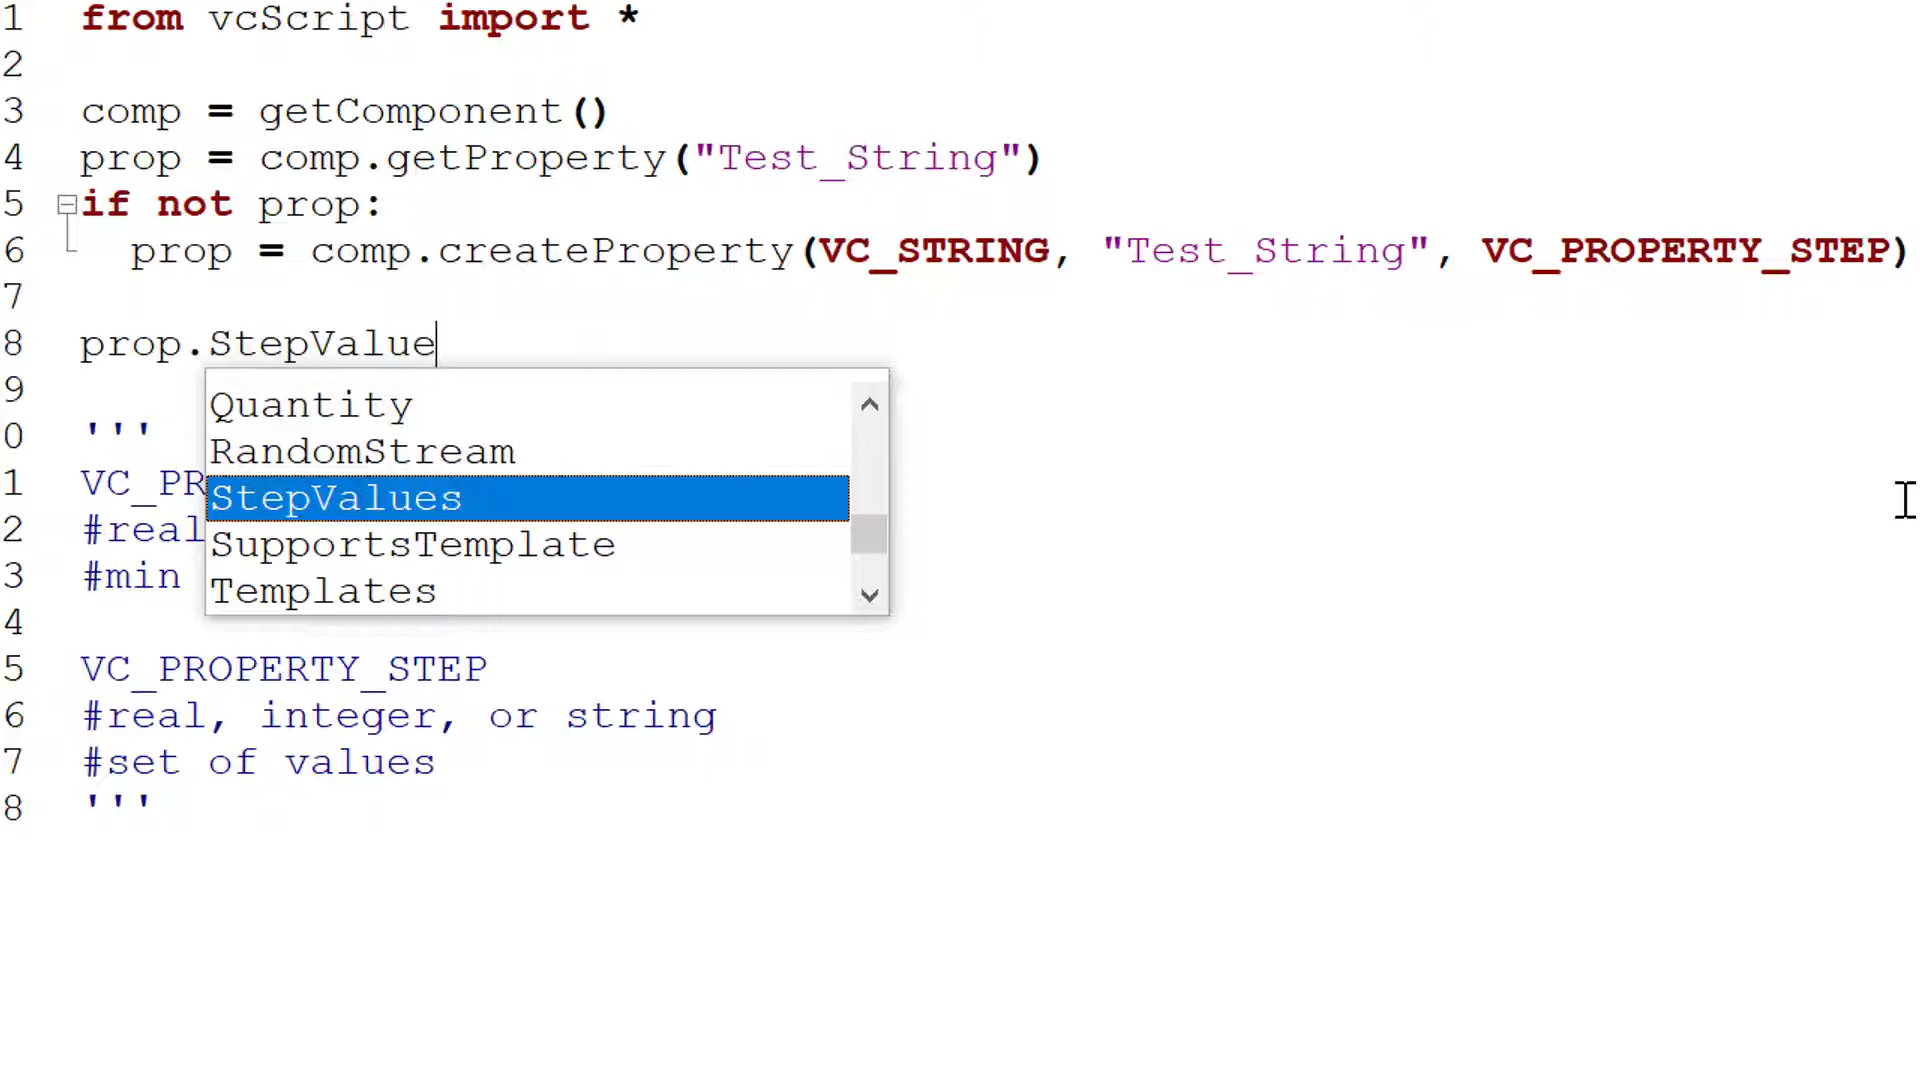 1 from vcScript import *
2
3 comp = getComponent()
4 prop = comp.getProperty("Test_String")
5 if not prop:
6 prop = comp.createProperty(VC_STRING, "Test_String", VC_PROPERTY_STEP)
7
8 prop.StepValue
9
Quantity
0 '''
RandomStream
1 VC_PR
StepValues
2 #real
SupportsTemplate
3 #min
Templates
4
5 VC_PROPERTY_STEP
6 #real, integer, or string
7 #set of values
8 '''